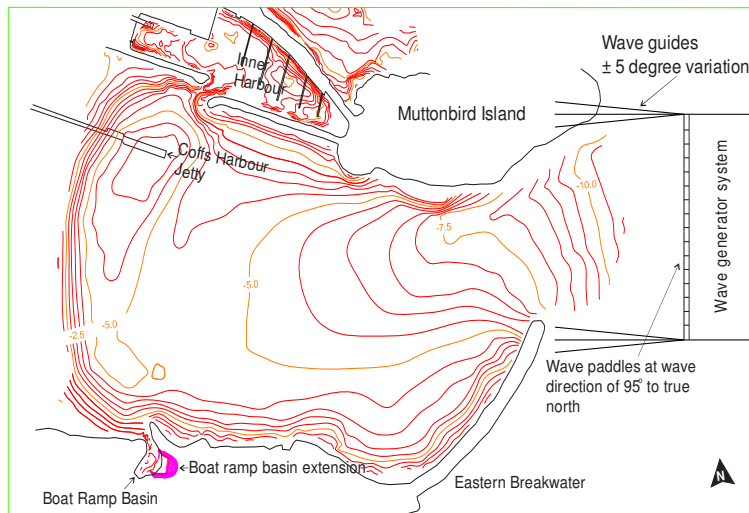 Wave guides
± 5 degree variation
Inner
Harbour
Muttonbird Island
Coffs Harbour
Jetty
-10.0
-7.5
-5.0
-5.0
-2.5
Wave generator system
Wave paddles at wave
direction of 95° to true
north
Boat ramp basin extension
Boat Ramp Basin
Eastern Breakwater
N